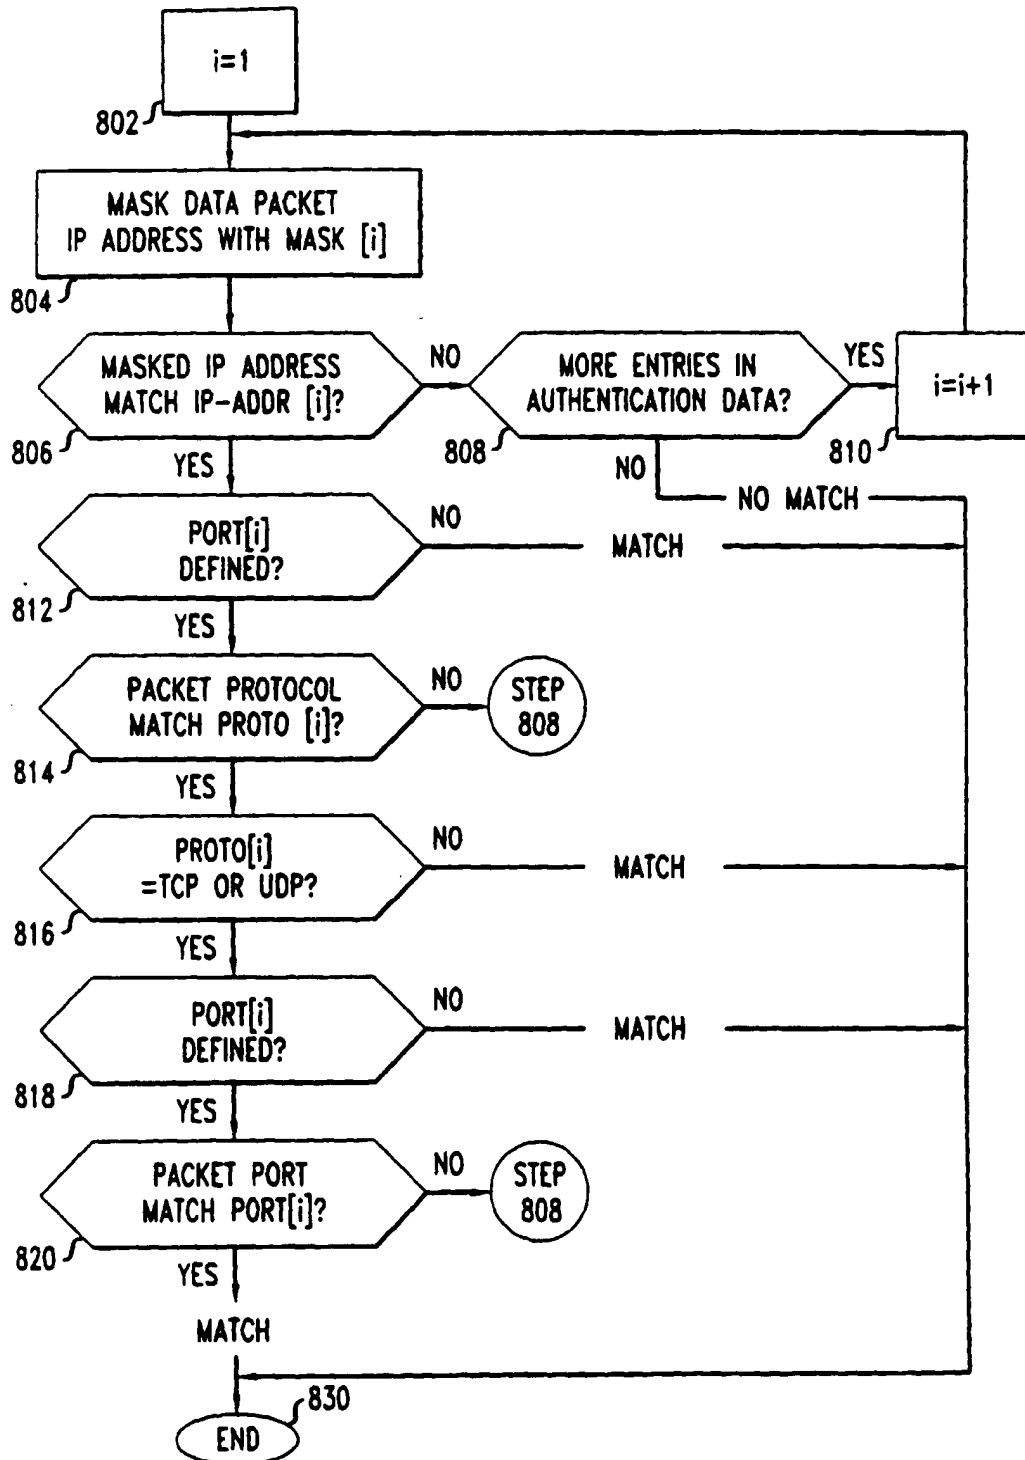 i=1
802
MASK DATA PACKET
IP ADDRESS WITH MASK [i]
804
MASKED IP ADDRESS
MATCH IP-ADDR [i]?
806
NO
YES
MORE ENTRIES IN
AUTHENTICATION DATA?
808
YES
NO
i=i+1
810
NO MATCH
PORT[i]
DEFINED?
812
NO
MATCH
YES
PACKET PROTOCOL
MATCH PROTO [i]?
814
NO
STEP
808
YES
PROTO[i]
=TCP OR UDP?
816
NO
MATCH
YES
PORT[i]
DEFINED?
818
NO
MATCH
YES
PACKET PORT
MATCH PORT[i]?
820
NO
STEP
808
YES
MATCH
830
END